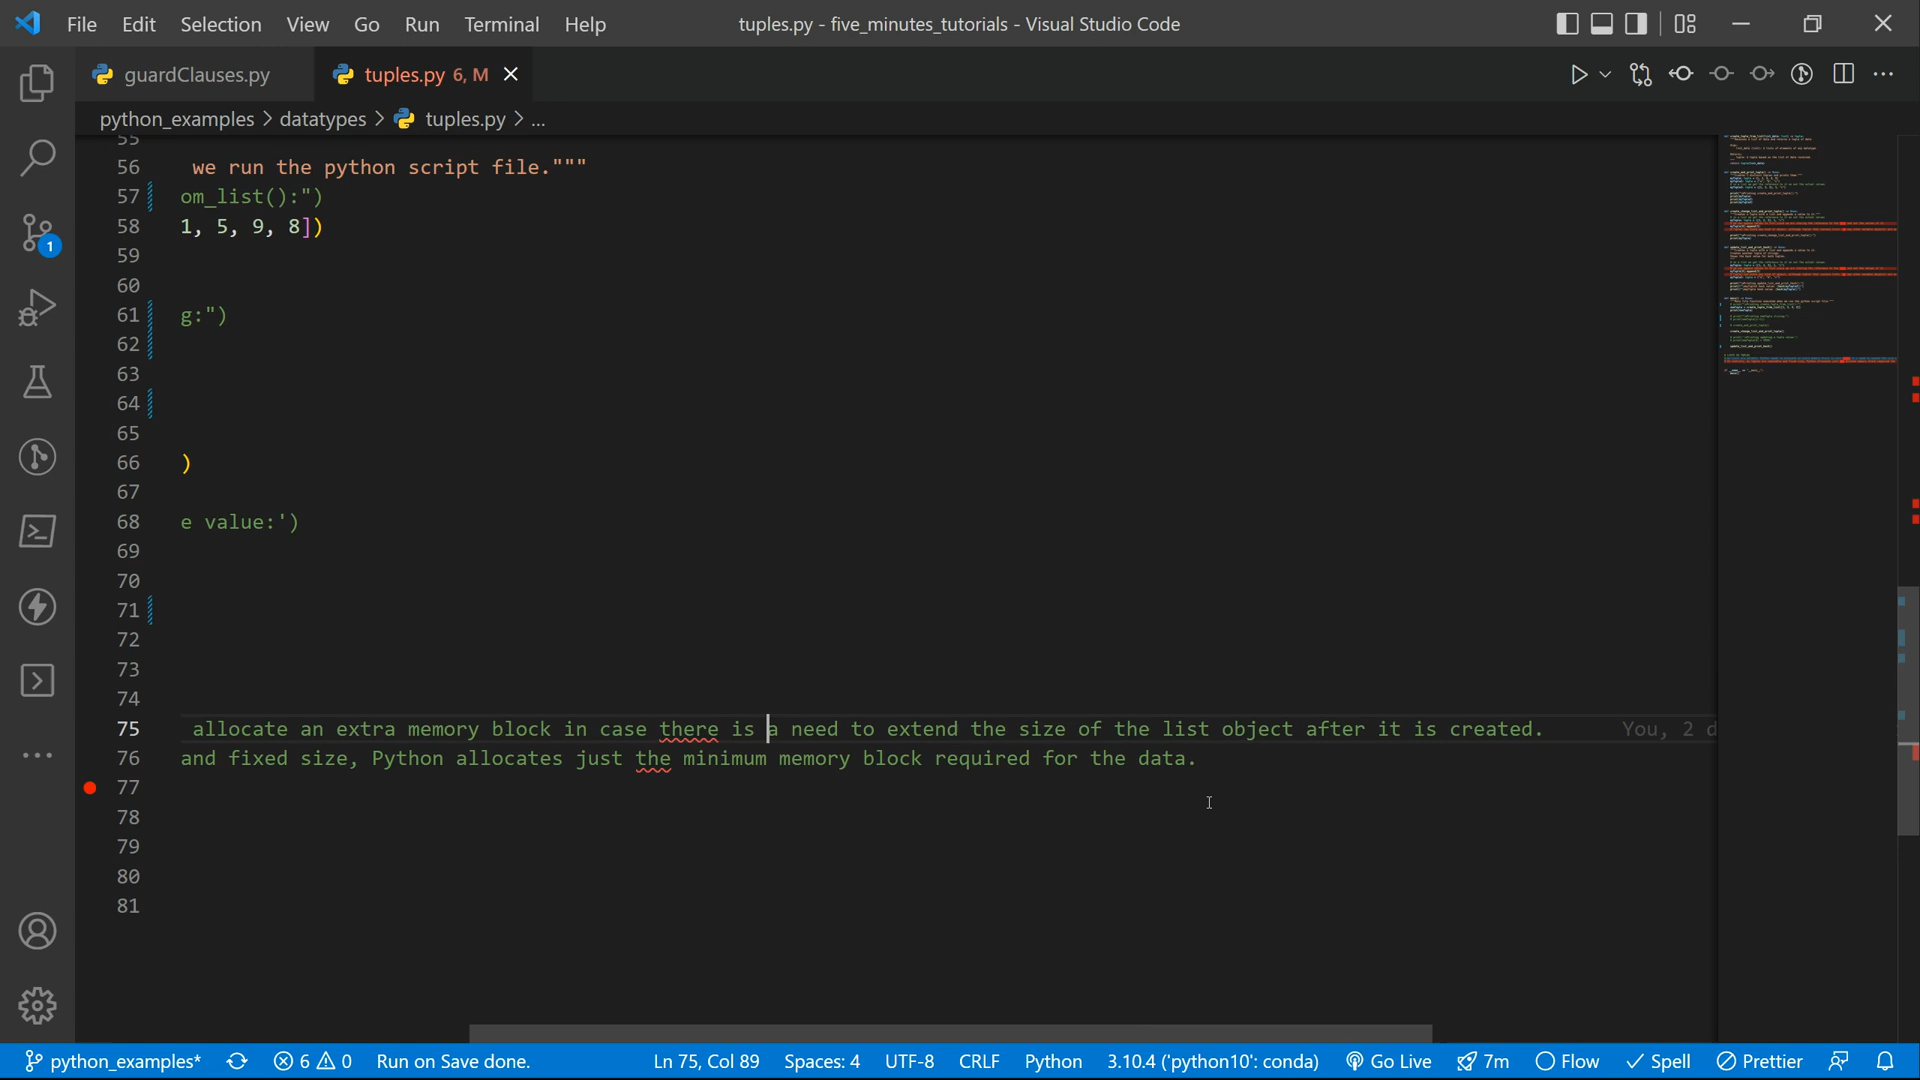 File Edit Selection View Go Run Terminal Help tuples.py - five_minutes_tutorials - Visual Studio Code
guardClauses.py tuples.py 6, M
python_examples > datatypes > tuples.py > ...
55
56 we run the python script file."""
57 om_list():")
58 1, 5, 9, 8])
59
60
61 g:")
62
63
64
65
66 )
67
68 e value:')
69
70
71
72
73
74
75 allocate an extra memory block in case there is a need to extend the size of the list object after it is created. You, 2 d
76 and fixed size, Python allocates just the minimum memory block required for the data.
77
78
79
80
81
1
python_examples* 6 0 Run on Save done. Ln 75, Col 89 Spaces: 4 UTF-8 CRLF Python 3.10.4 ('python10': conda) Go Live 7m Flow Spell Prettier